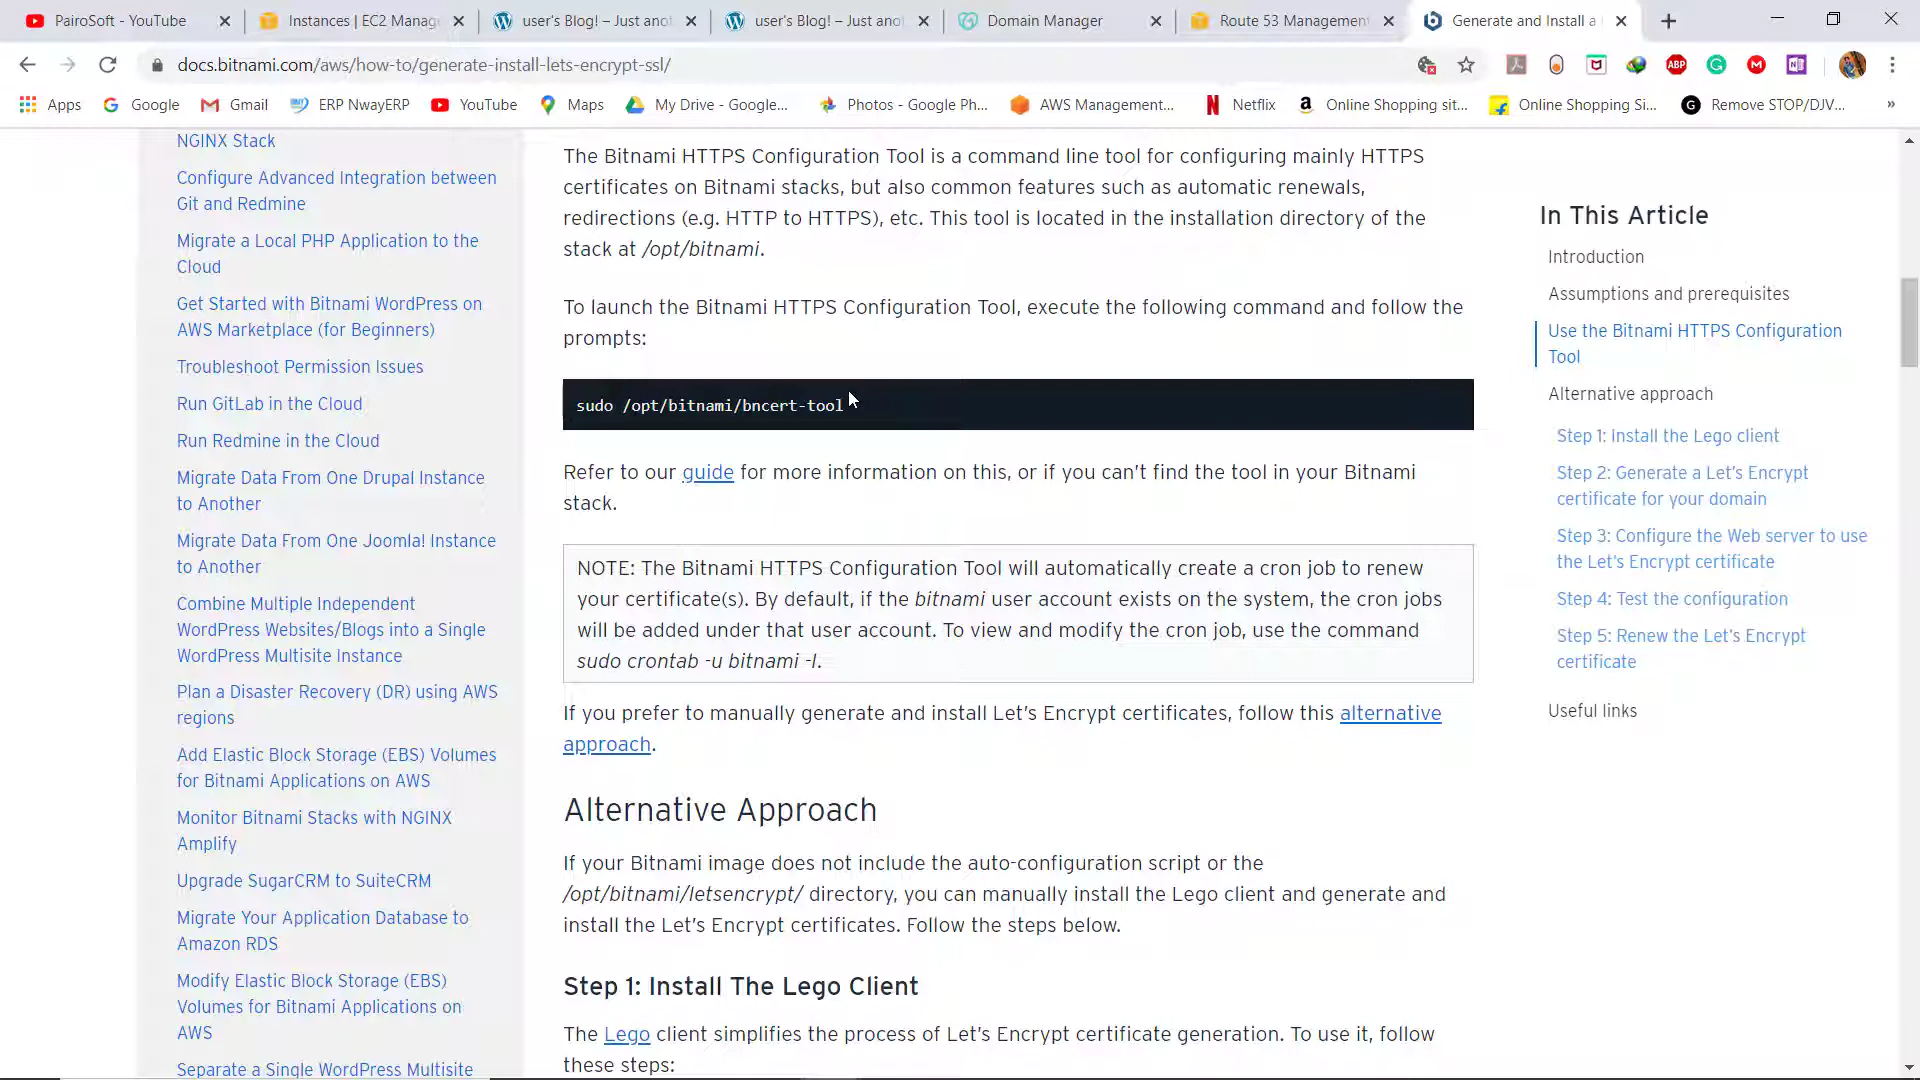 PairoSoft - YouTube
Instances | EC2 Manag
user's Blog! – Just ano
user's Blog! – Just ano
Domain Manager
Route 53 Management
Generate and Install a
docs.bitnami.com/aws/how-to/generate-install-lets-encrypt-ssl/
ABP
Apps
Google
Gmail
ERP NwayERP
YouTube
Maps
My Drive - Google...
Photos - Google Ph...
AWS Management...
Netflix
Online Shopping sit...
Online Shopping Si...
Remove STOP/DJV...
»
NGINX Stack
Configure Advanced Integration between
Git and Redmine
Migrate a Local PHP Application to the
Cloud
Get Started with Bitnami WordPress on
AWS Marketplace (for Beginners)
Troubleshoot Permission Issues
Run GitLab in the Cloud
Run Redmine in the Cloud
Migrate Data From One Drupal Instance
to Another
Migrate Data From One Joomla! Instance
to Another
Combine Multiple Independent
WordPress Websites/Blogs into a Single
WordPress Multisite Instance
Plan a Disaster Recovery (DR) using AWS
regions
Add Elastic Block Storage (EBS) Volumes
for Bitnami Applications on AWS
Monitor Bitnami Stacks with NGINX
Amplify
Upgrade SugarCRM to SuiteCRM
Migrate Your Application Database to
Amazon RDS
Modify Elastic Block Storage (EBS)
Volumes for Bitnami Applications on
AWS
Separate a Single WordPress Multisite
The Bitnami HTTPS Configuration Tool is a command line tool for configuring mainly HTTPS
certificates on Bitnami stacks, but also common features such as automatic renewals,
redirections (e.g. HTTP to HTTPS), etc. This tool is located in the installation directory of the
stack at /opt/bitnami.
To launch the Bitnami HTTPS Configuration Tool, execute the following command and follow the
prompts:
sudo /opt/bitnami/bncert-tool
Refer to our guide for more information on this, or if you can't find the tool in your Bitnami
stack.
NOTE: The Bitnami HTTPS Configuration Tool will automatically create a cron job to renew
your certificate(s). By default, if the bitnami user account exists on the system, the cron jobs
will be added under that user account. To view and modify the cron job, use the command
sudo crontab -u bitnami -l.
If you prefer to manually generate and install Let's Encrypt certificates, follow this alternative
approach.
Alternative Approach
If your Bitnami image does not include the auto-configuration script or the
/opt/bitnami/letsencrypt/ directory, you can manually install the Lego client and generate and
install the Let's Encrypt certificates. Follow the steps below.
Step 1: Install The Lego Client
The Lego client simplifies the process of Let's Encrypt certificate generation. To use it, follow
these steps:
In This Article
Introduction
Assumptions and prerequisites
Use the Bitnami HTTPS Configuration
Tool
Alternative approach
Step 1: Install the Lego client
Step 2: Generate a Let's Encrypt
certificate for your domain
Step 3: Configure the Web server to use
the Let's Encrypt certificate
Step 4: Test the configuration
Step 5: Renew the Let's Encrypt
certificate
Useful links